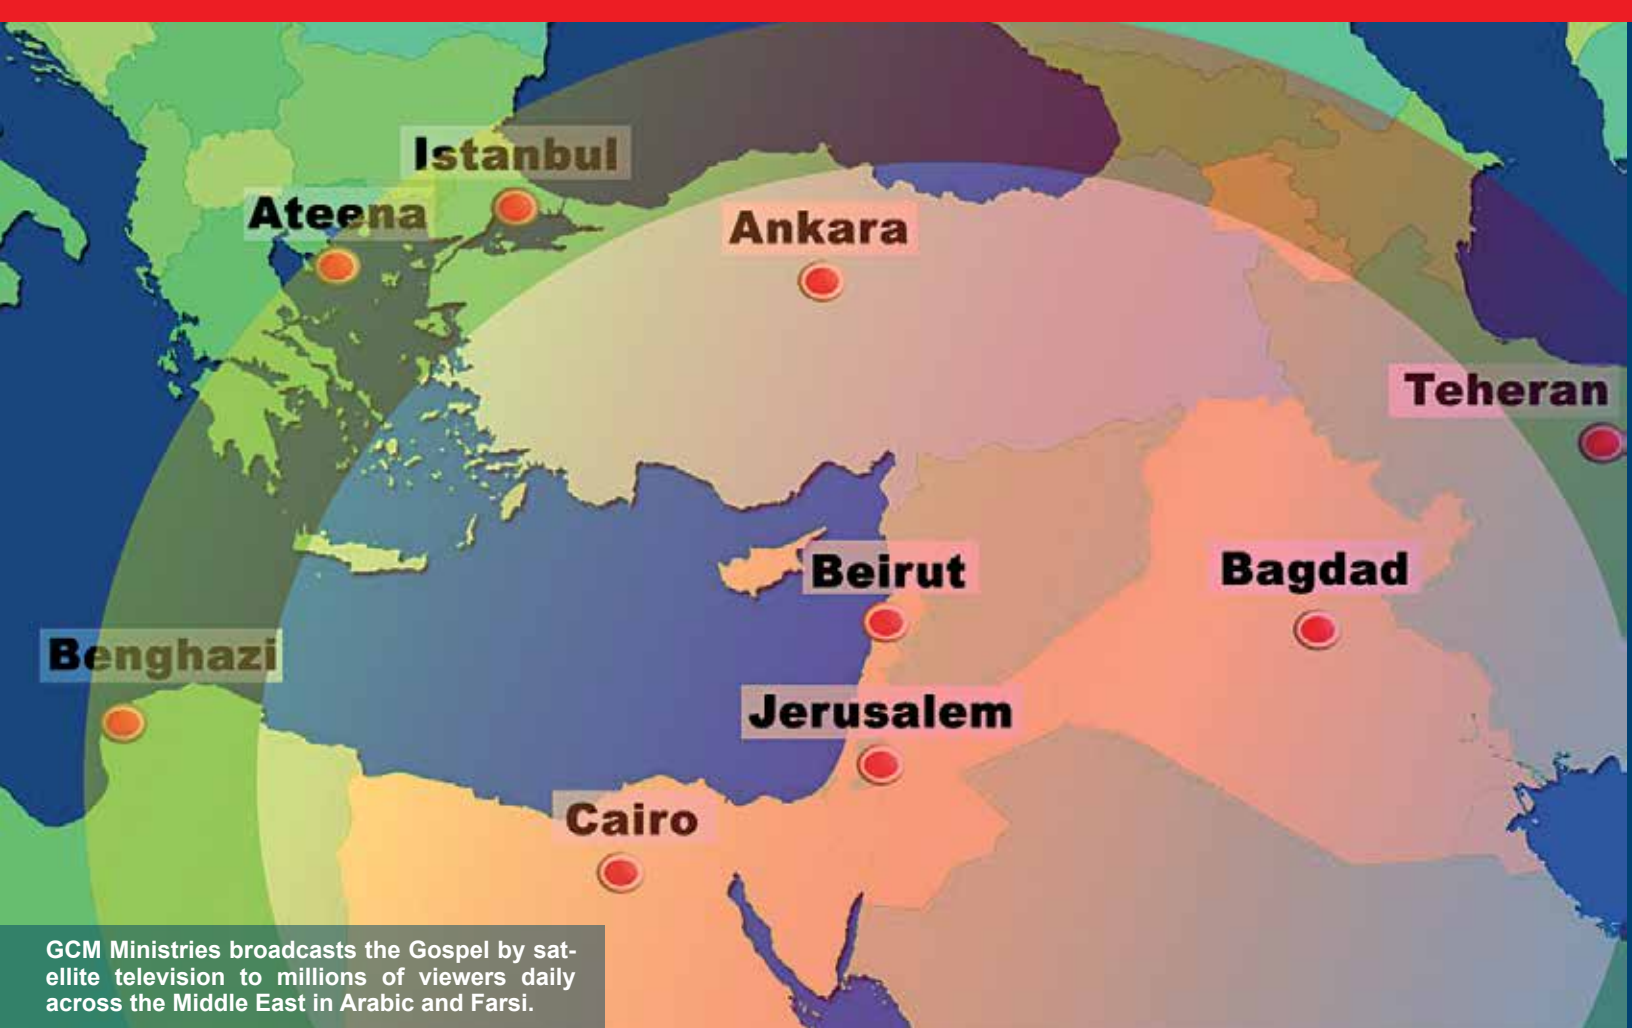 Istanbul
Ateena
Ankara
Teheran
Beirut
Bagdad
Benghazi
Jerusalem
Cairo
GCM Ministries broadcasts the Gospel by sat-
ellite television to millions of viewers daily
across the Middle East in Arabic and Farsi.